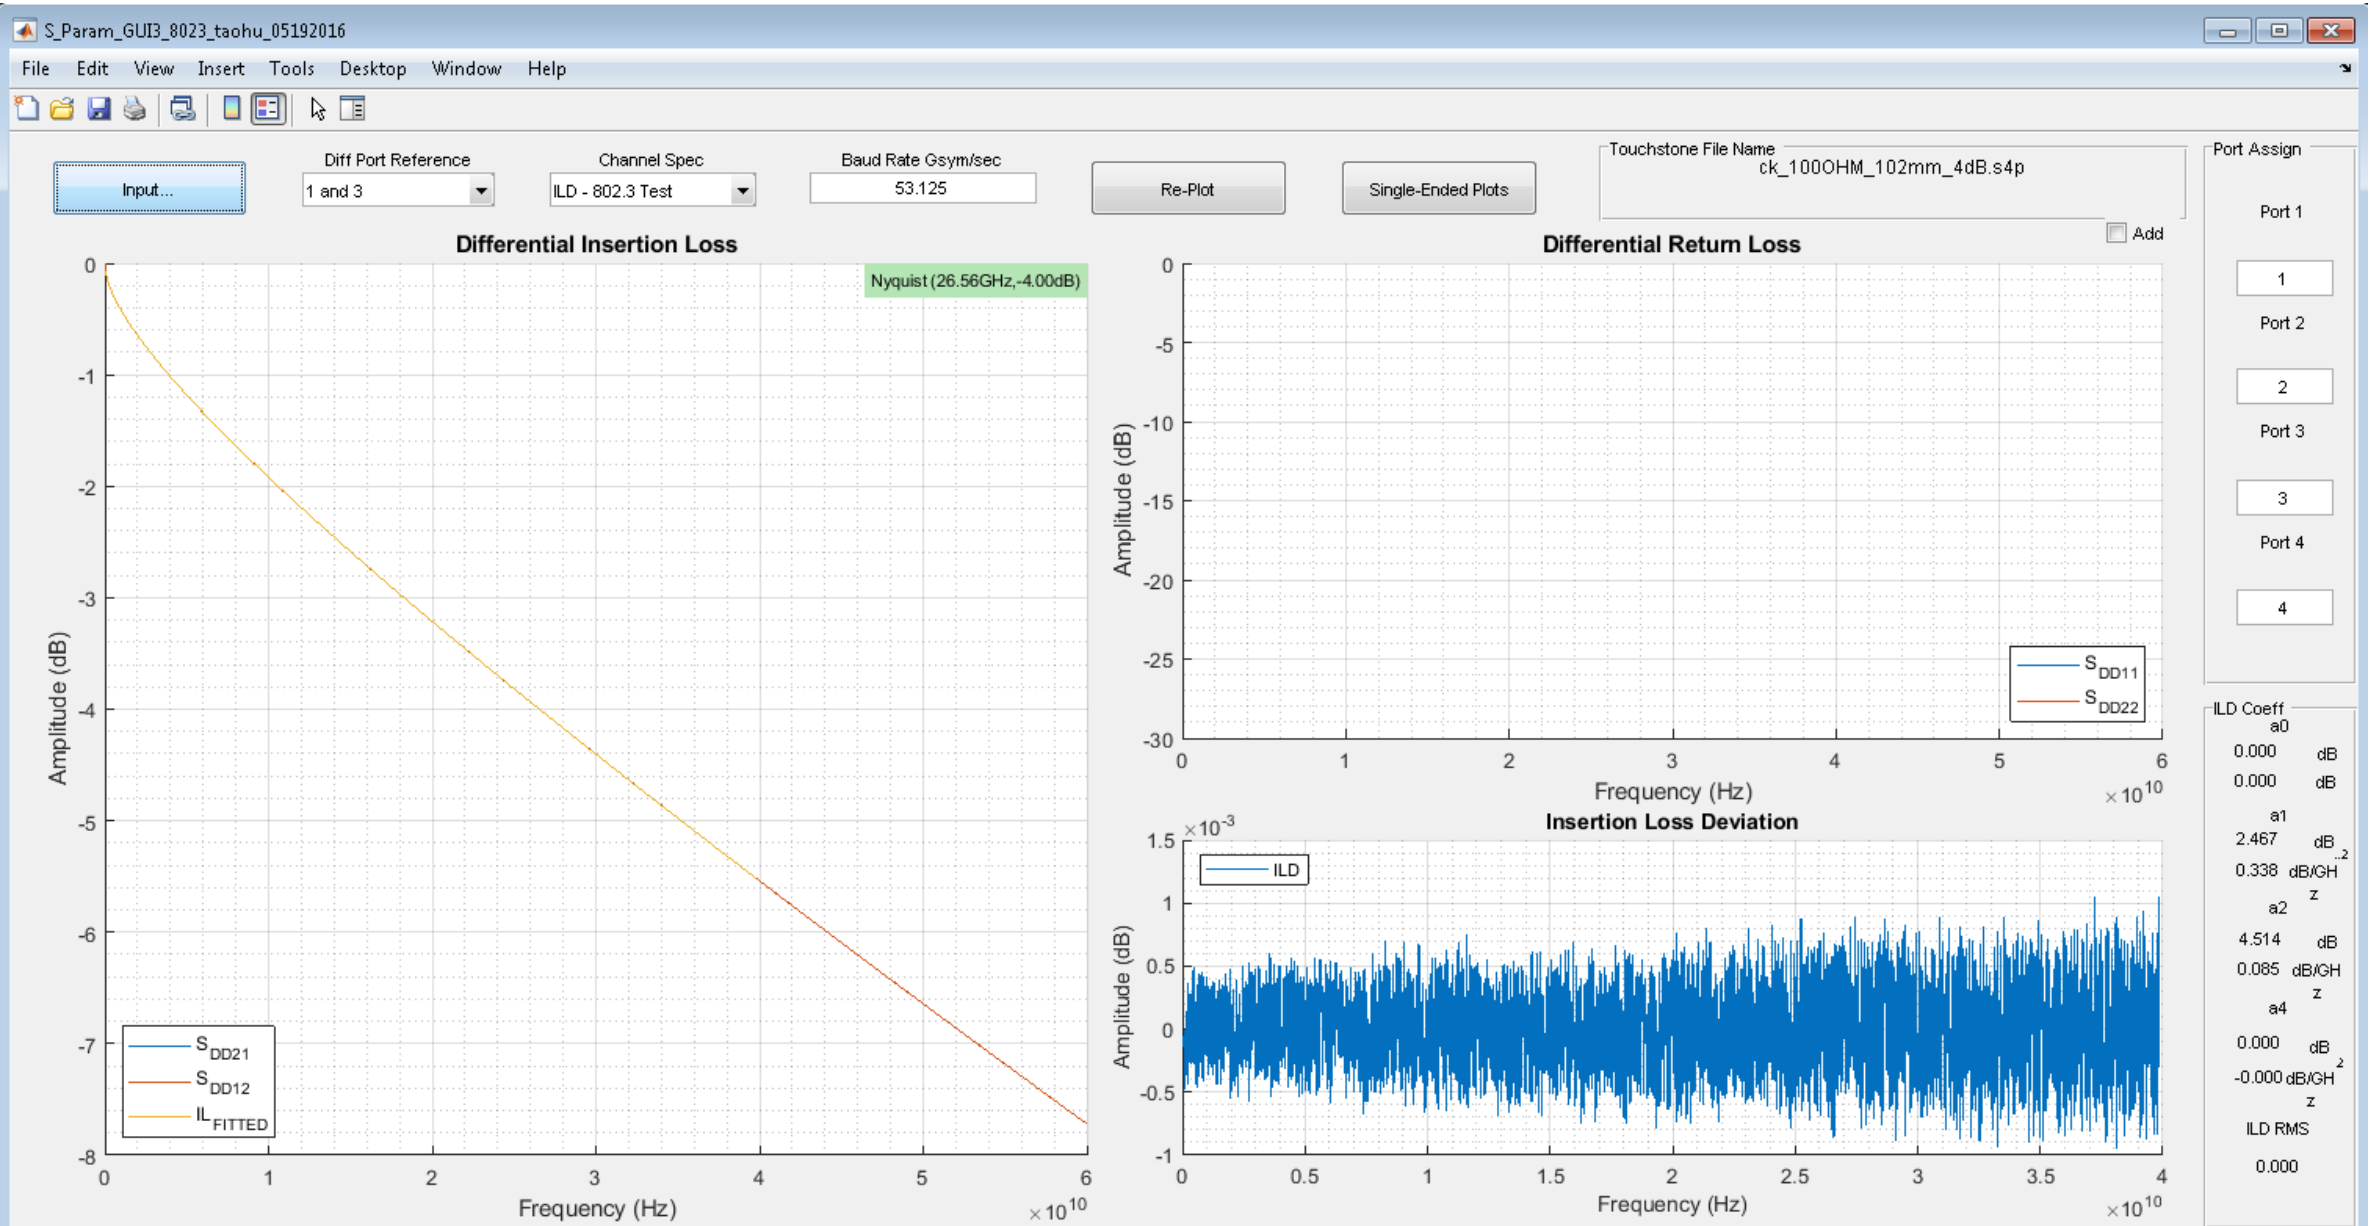 S_Param_GUI3_8023_taohu_05192016
File Edit View Insert Tools Desktop Window Help
Input...
Diff Port Reference
1 and 3
Channel Spec
ILD - 802.3 Test
Baud Rate Gsym/sec
53.125
Re-Plot
Single-Ended Plots
Touchstone File Name
ck_100OHM_102mm_4dB.s4p
Add
Differential Insertion Loss
Nyquist (26.56GHz,-4.00dB)
Amplitude (dB)
0
-1
-2
-3
-4
-5
-6
-7
-8
S DD21
S DD12
IL FITTED
0 1 2 3 4 5 6
Frequency (Hz)
×10^10
Differential Return Loss
Amplitude (dB)
0
-5
-10
-15
-20
-25
-30
S DD11
S DD22
0 1 2 3 4 5 6
Frequency (Hz)
×10^10
Insertion Loss Deviation
×10^-3
Amplitude (dB)
1.5
1
0.5
0
-0.5
-1
ILD
0 0.5 1 1.5 2 2.5 3 3.5 4
Frequency (Hz)
×10^10
Port Assign
Port 1
1
Port 2
2
Port 3
3
Port 4
4
ILD Coeff
a0
0.000 dB
0.000 dB
a1
2.467 dB
..2
0.338 dB/GH
z
a2
4.514 dB
0.085 dB/GH
z
a4
0.000 dB
2
-0.000 dB/GH
z
ILD RMS
0.000